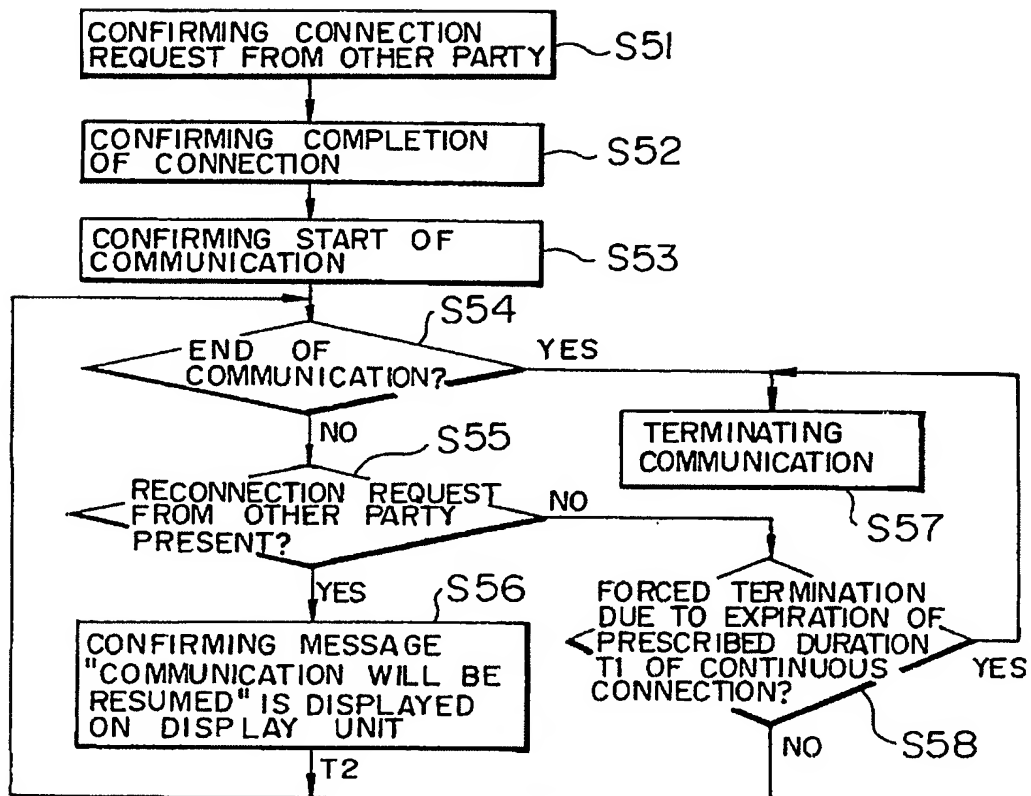 CONFIRMING CONNECTION
REQUEST FROM OTHER PARTY
S51
CONFIRMING COMPLETION
OF CONNECTION
S52
CONFIRMING START OF
COMMUNICATION
S53
S54
END OF
COMMUNICATION?
YES
NO
TERMINATING
COMMUNICATION
S57
S55
RECONNECTION REQUEST
FROM OTHER PARTY
PRESENT?
NO
YES
S56
CONFIRMING MESSAGE
"COMMUNICATION WILL BE
RESUMED" IS DISPLAYED
ON DISPLAY UNIT
T2
FORCED TERMINATION
DUE TO EXPIRATION OF
PRESCRIBED DURATION
T1 OF CONTINUOUS
CONNECTION?
YES
NO
S58